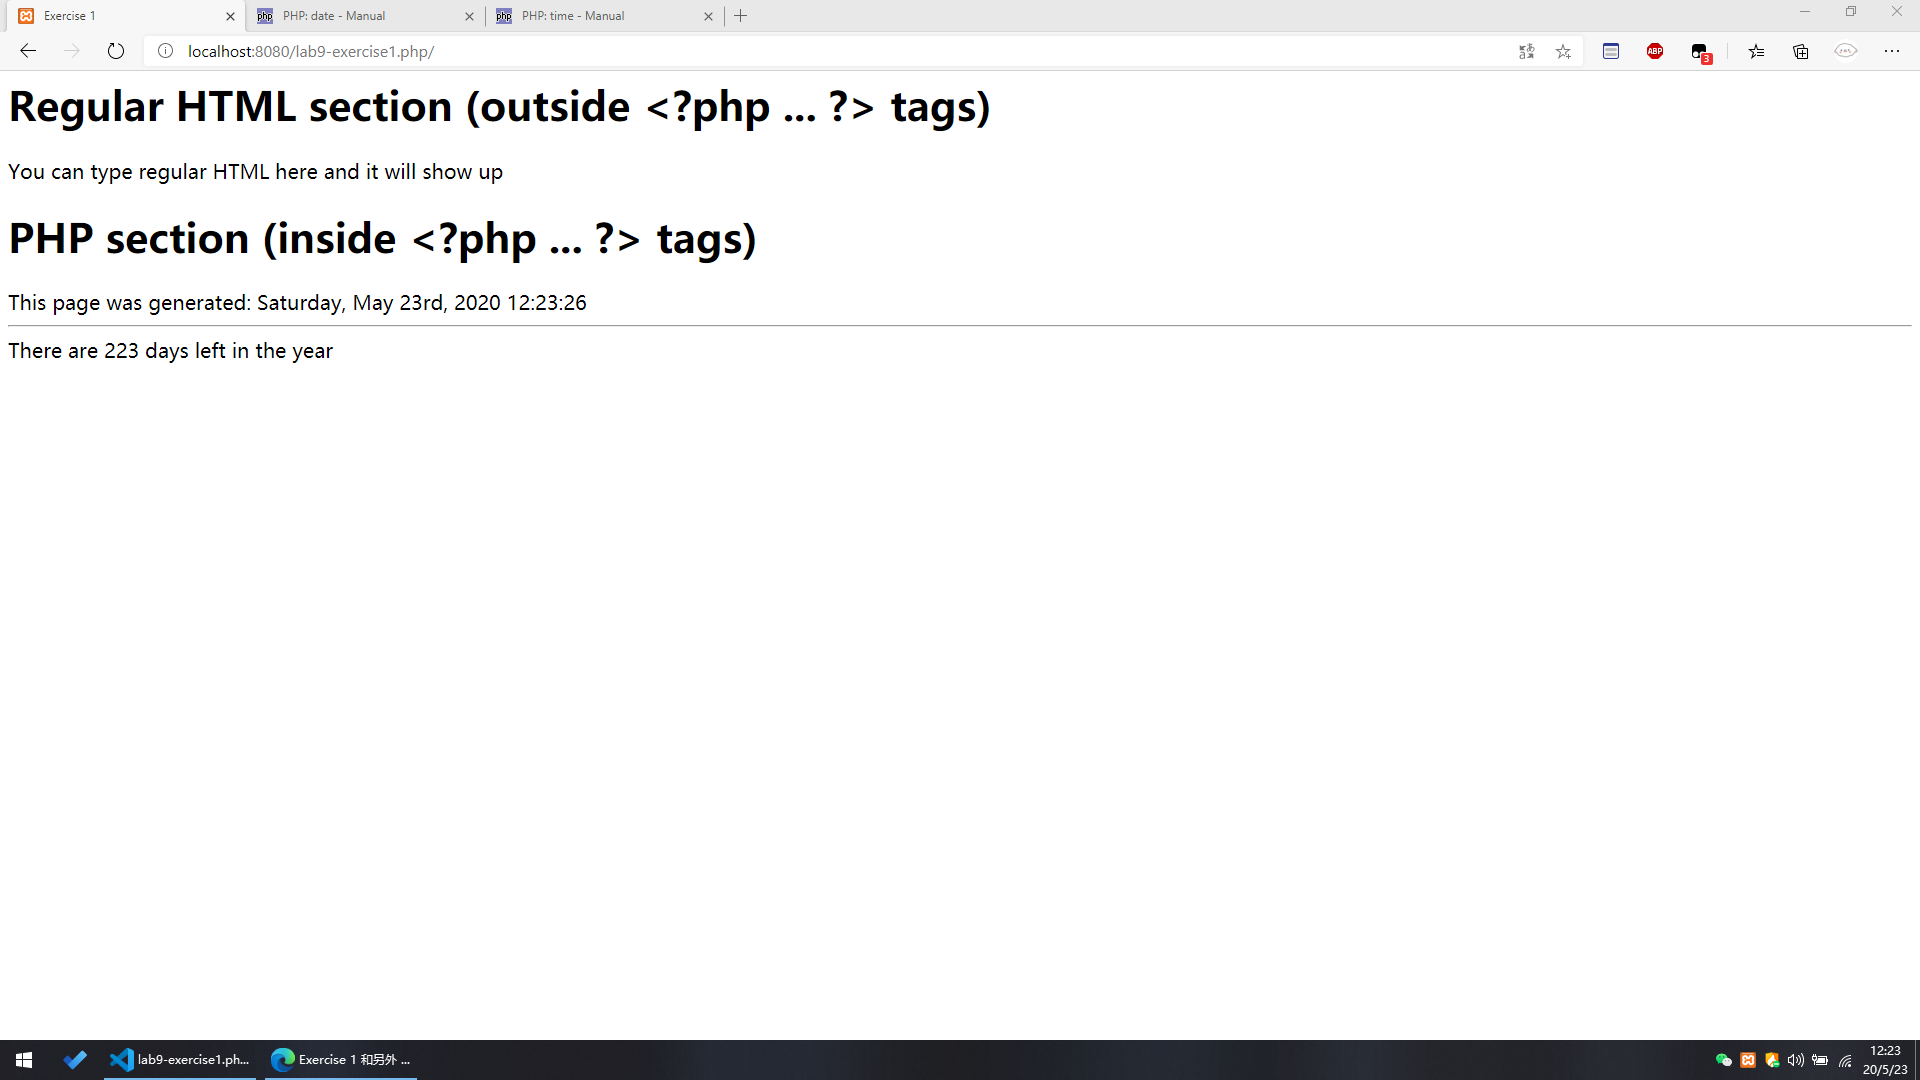 Exercise 1
PHP: date - Manual
PHP: time - Manual
localhost:8080/lab9-exercise1.php/
ABP
3
Regular HTML section (outside <?php ... ?> tags)
You can type regular HTML here and it will show up
PHP section (inside <?php ... ?> tags)
This page was generated: Saturday, May 23rd, 2020 12:23:26
There are 223 days left in the year
lab9-exercise1.ph...
Exercise 1 和另外 ...
12:23
20/5/23